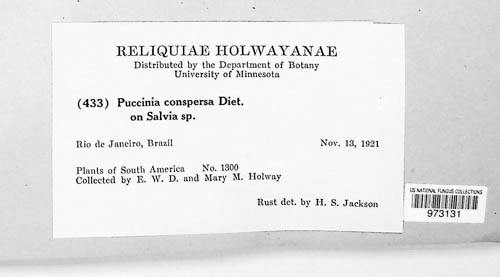 RELIQUIAE HOLWAYANAE
Distributed by the Department of Botany
University of Minnesota
(433) Puccinia conspersa Diet.
on Salvia sp.
Rio de Janeiro, Brazil Nov. 13, 1921
Plants of South America No. 1300
Collected by E. W. D. and Mary M. Holway
Rust det. by H. S. Jackson
US NATIONAL FUNGUS COLLECTIONS
973131